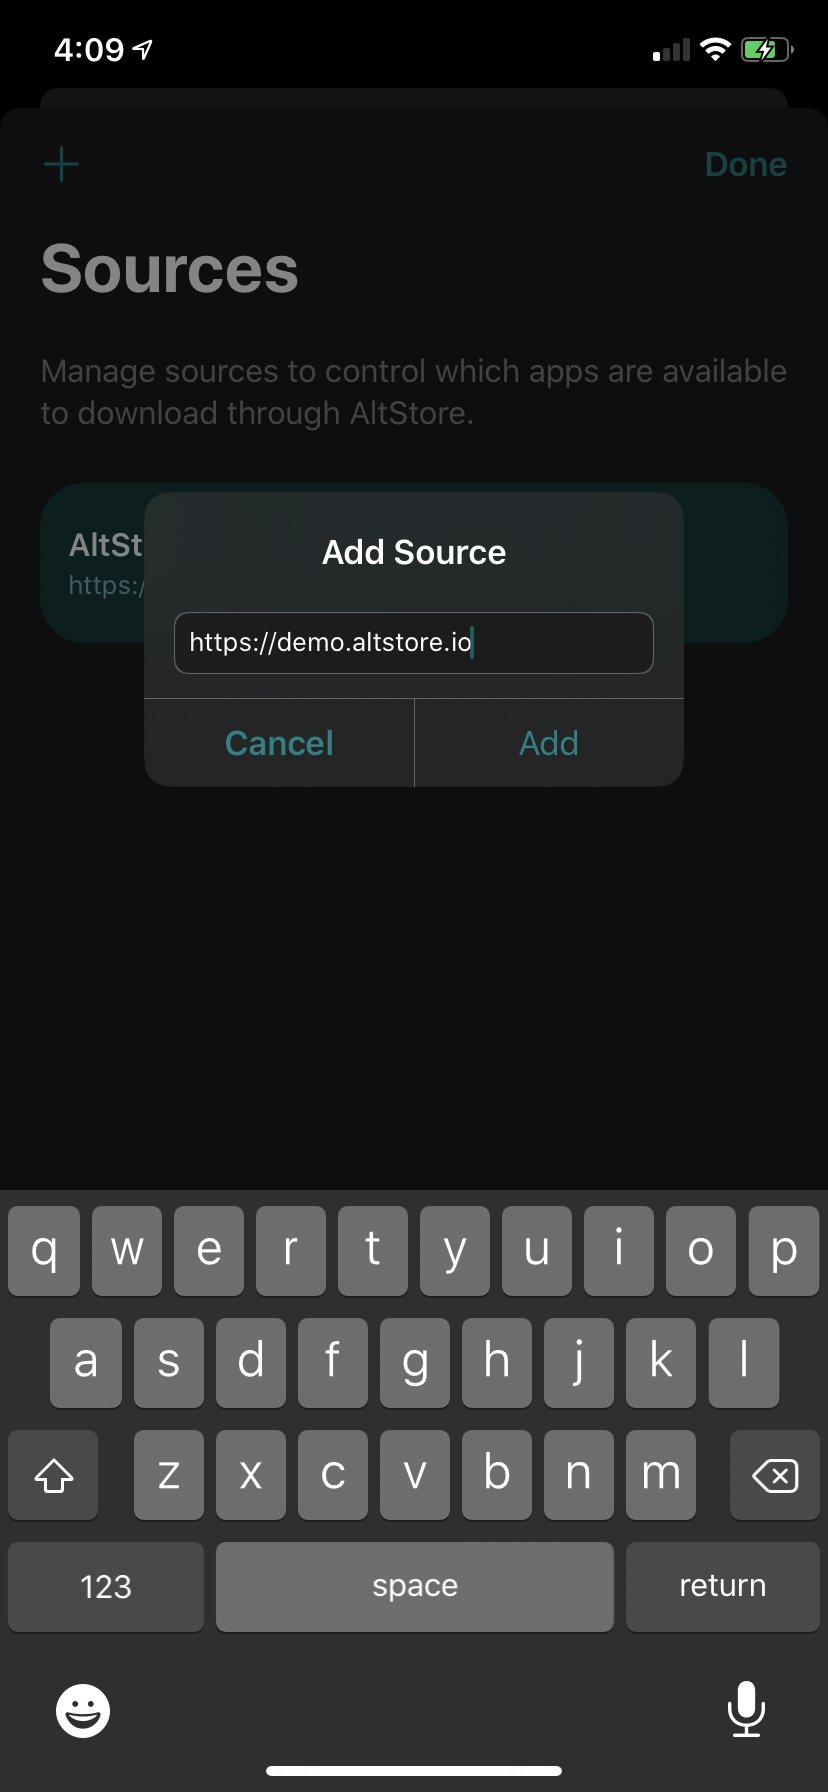 4:09
Done
Sources
Manage sources to control which apps are available
to download through AltStore.
AltSt
https:/
Add Source
https://demo.altstore.io
Cancel
Add
q w e r t y u i o p
a s d f g h j k l
z x c v b n m
123 space return